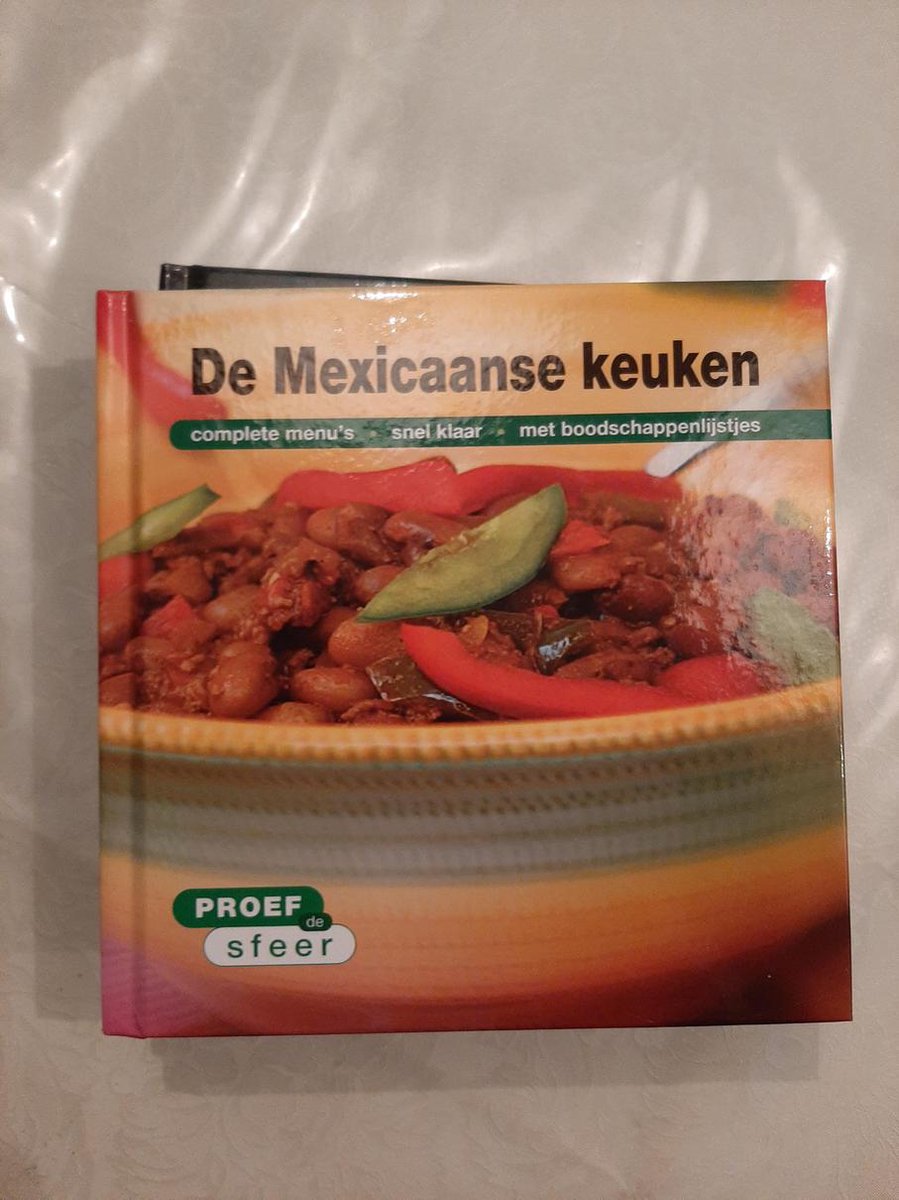 De Mexicaanse keuken
complete menu's • snel klaar • met boodschappenlijstjes
PROEF
de
sfeer